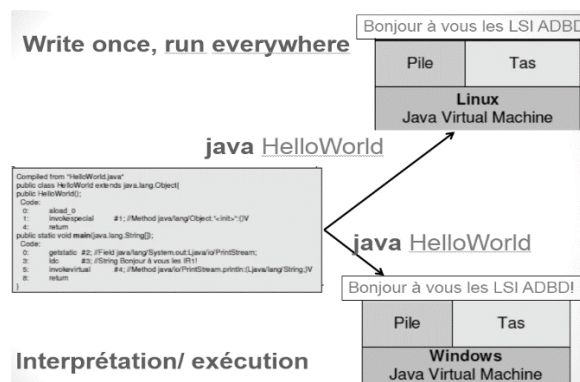 Write once, run everywhere
Bonjour à vous les LSI ADBD
Pile Tas
Linux
Java Virtual Machine
java HelloWorld
Compiled from "HelloWorld.java"
public class HelloWorld extends java.lang.Object{
public HelloWorld();
Code:
0: aload_0
1: invokespecial #1; //Method java/lang/Object."<init>":()V
4: return
public static void main(java.lang.String[]);
Code:
0: getstatic #2; //Field java/lang/System.out:Ljava/io/PrintStream;
3: ldc #3; //String Bonjour à vous les IR1!
5: invokevirtual #4; //Method java/io/PrintStream.println:(Ljava/lang/String;)V
8: return
}
java HelloWorld
Bonjour à vous les LSI ADBD!
Pile Tas
Windows
Java Virtual Machine
Interprétation/ exécution